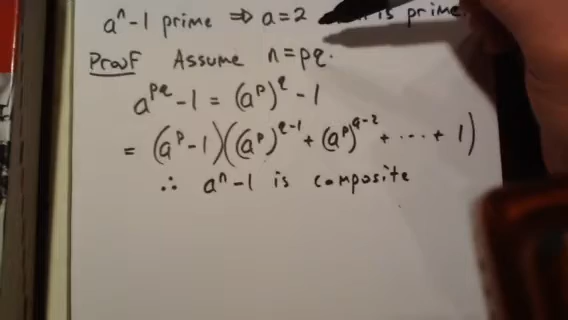 aⁿ-1 prime ⇒ a=2 is prime.
Proof Assume n=pq.
a^{pq}-1 = (a^p)^q - 1
= (a^p-1)((a^p)^{q-1} + (a^p)^{q-2} + ... + 1)
∴ aⁿ-1 is composite